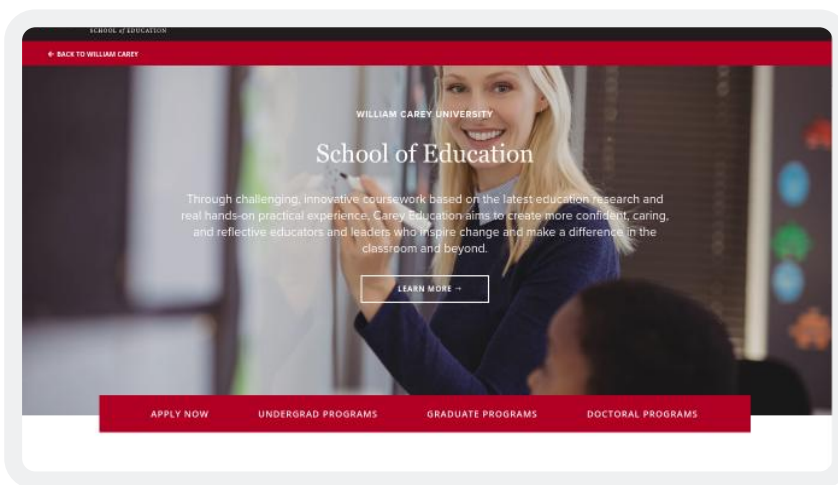 SCHOOL of EDUCATION
← BACK TO WILLIAM CAREY
WILLIAM CAREY UNIVERSITY
School of Education
Through challenging, innovative coursework based on the latest education research and
real hands-on practical experience, Carey Education aims to create more confident, caring,
and reflective educators and leaders who inspire change and make a difference in the
classroom and beyond.
LEARN MORE →
APPLY NOW UNDERGRAD PROGRAMS GRADUATE PROGRAMS DOCTORAL PROGRAMS